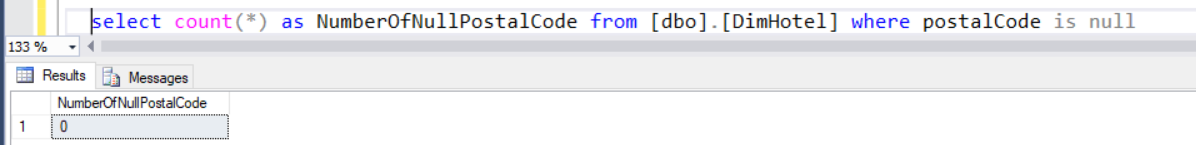 select count(*) as NumberOfNullPostalCode from [dbo].[DimHotel] where postalCode is null
133 %
Results Messages
NumberOfNullPostalCode
1 0